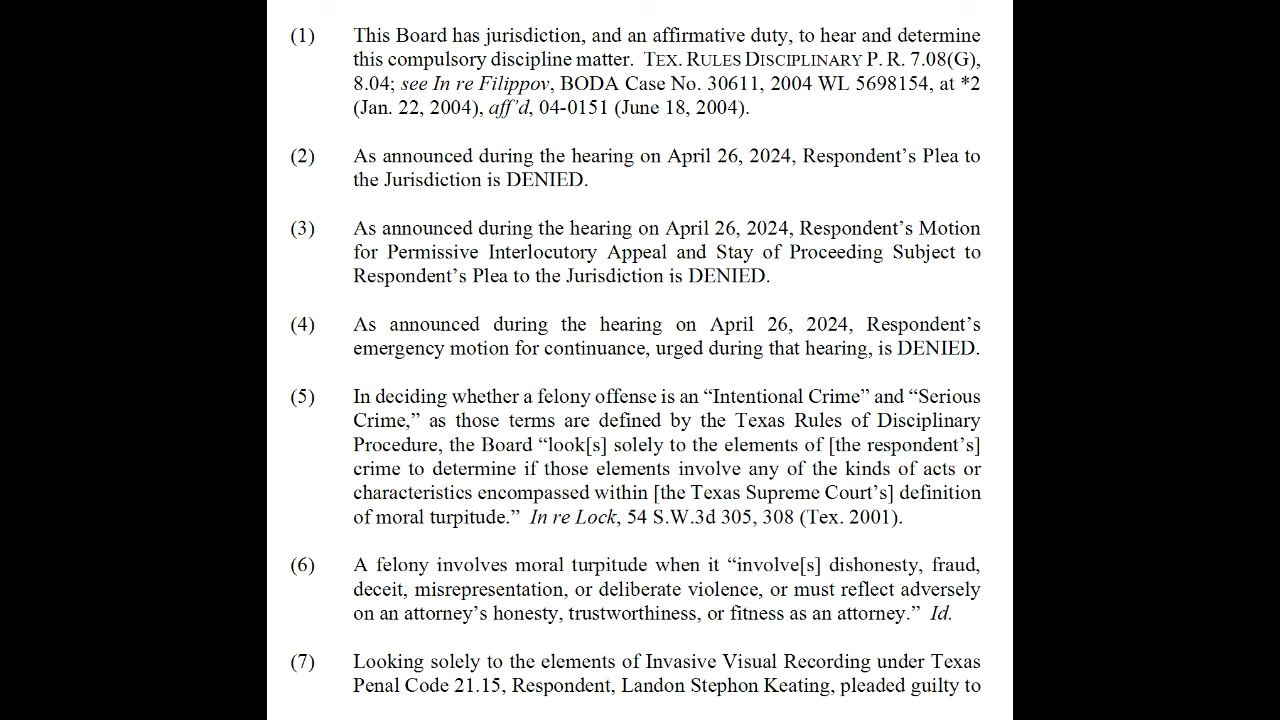 (1) This Board has jurisdiction, and an affirmative duty, to hear and determine
this compulsory discipline matter. TEX. RULES DISCIPLINARY P. R. 7.08(G),
8.04; see In re Filippov, BODA Case No. 30611, 2004 WL 5698154, at *2
(Jan. 22, 2004), aff’d, 04-0151 (June 18, 2004).
(2) As announced during the hearing on April 26, 2024, Respondent’s Plea to
the Jurisdiction is DENIED.
(3) As announced during the hearing on April 26, 2024, Respondent’s Motion
for Permissive Interlocutory Appeal and Stay of Proceeding Subject to
Respondent’s Plea to the Jurisdiction is DENIED.
(4) As announced during the hearing on April 26, 2024, Respondent’s
emergency motion for continuance, urged during that hearing, is DENIED.
(5) In deciding whether a felony offense is an “Intentional Crime” and “Serious
Crime,” as those terms are defined by the Texas Rules of Disciplinary
Procedure, the Board “look[s] solely to the elements of [the respondent’s]
crime to determine if those elements involve any of the kinds of acts or
characteristics encompassed within [the Texas Supreme Court’s] definition
of moral turpitude.” In re Lock, 54 S.W.3d 305, 308 (Tex. 2001).
(6) A felony involves moral turpitude when it “involve[s] dishonesty, fraud,
deceit, misrepresentation, or deliberate violence, or must reflect adversely
on an attorney’s honesty, trustworthiness, or fitness as an attorney.” Id.
(7) Looking solely to the elements of Invasive Visual Recording under Texas
Penal Code 21.15, Respondent, Landon Stephon Keating, pleaded guilty to